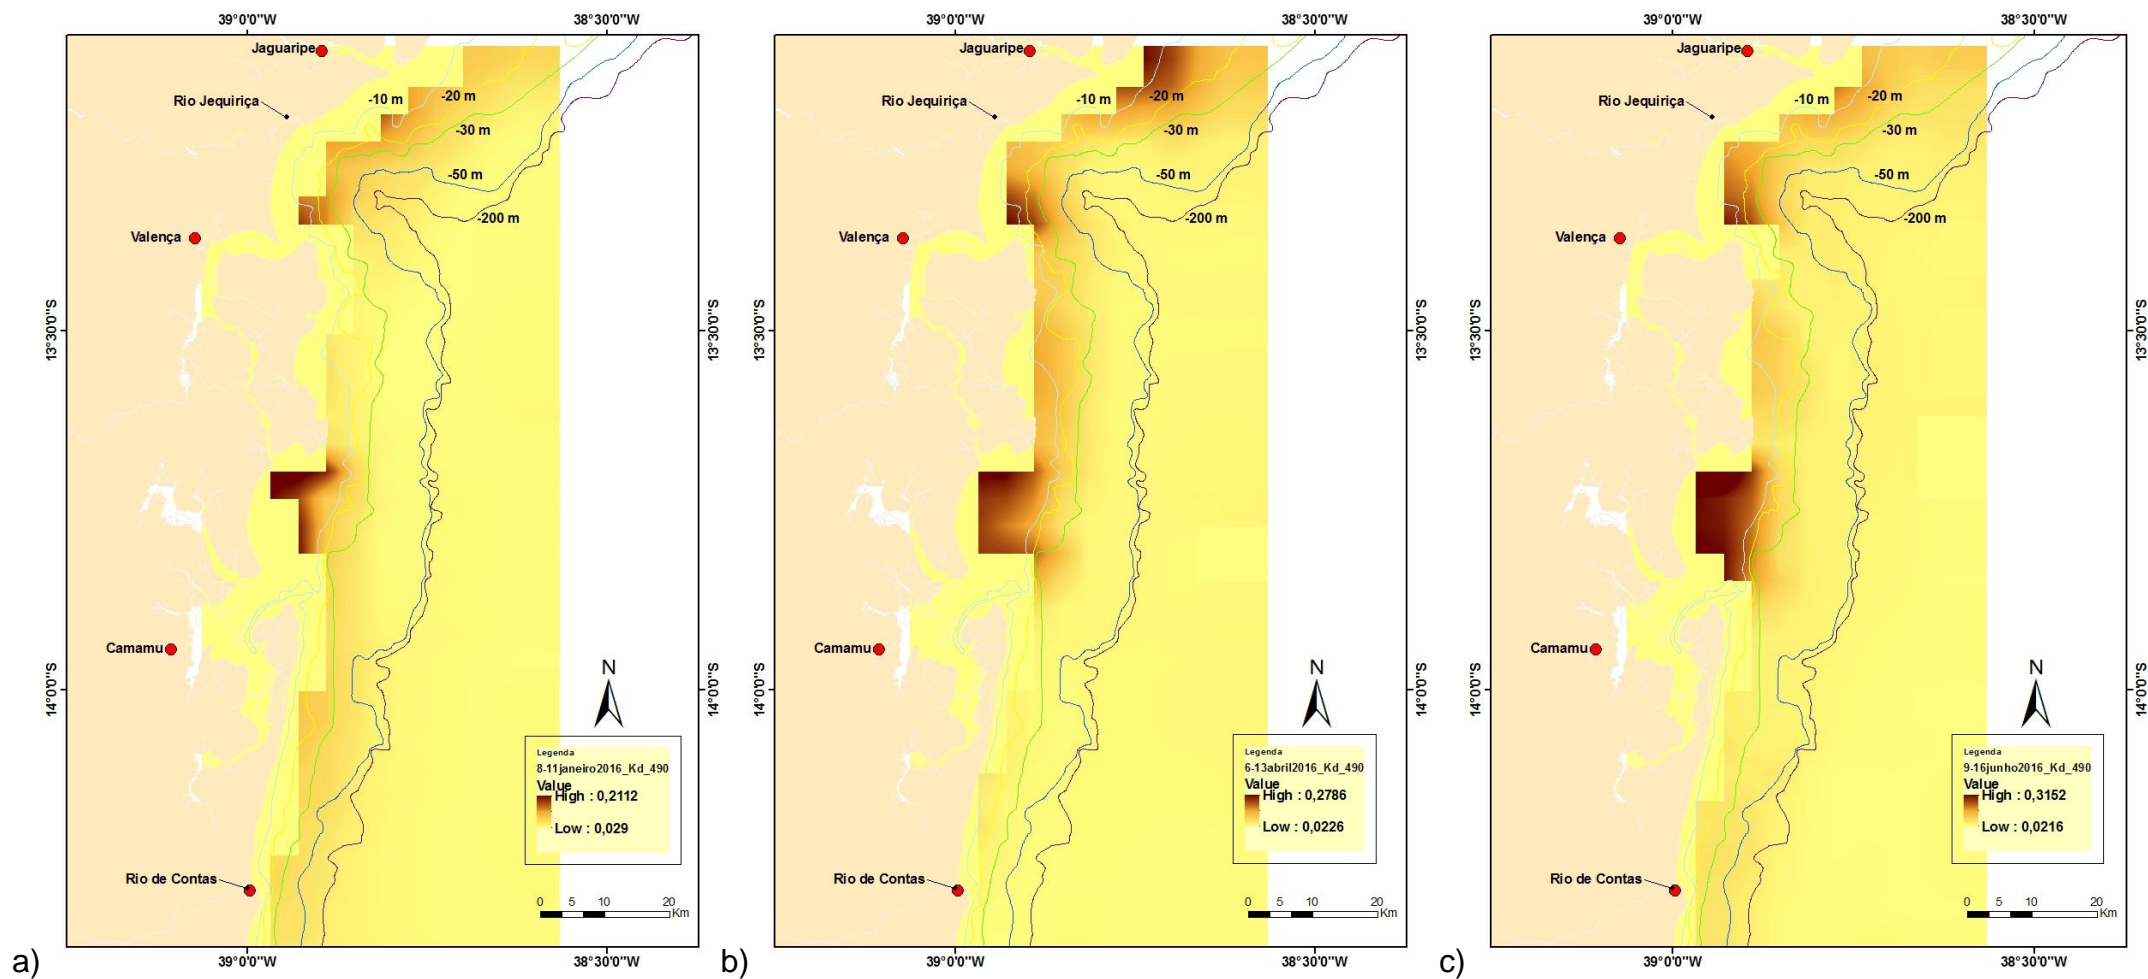 39°0'0"W 38°30'0"W
Jaguaripe
Rio Jequiriça
-10 m -20 m
-30 m
-50 m
-200 m
Valença
13°30'0"S 13°30'0"S
Camamu
14°0'0"S 14°0'0"S
N
Legenda
8-11janeiro2016_Kd_490
Value
High : 0,2112
Low : 0,029
Rio de Contas
0 5 10 20
Km
39°0'0"W 38°30'0"W
a)
39°0'0"W 38°30'0"W
Jaguaripe
Rio Jequiriça
-10 m -20 m
-30 m
-50 m
-200 m
Valença
13°30'0"S 13°30'0"S
Camamu
14°0'0"S 14°0'0"S
N
Legenda
6-13abril2016_Kd_490
Value
High : 0,2786
Low : 0,0226
Rio de Contas
0 5 10 20
Km
39°0'0"W 38°30'0"W
b)
39°0'0"W 38°30'0"W
Jaguaripe
Rio Jequiriça
-10 m -20 m
-30 m
-50 m
-200 m
Valença
13°30'0"S 13°30'0"S
Camamu
14°0'0"S 14°0'0"S
N
Legenda
9-16junho2016_Kd_490
Value
High : 0,3152
Low : 0,0216
Rio de Contas
0 5 10 20
Km
39°0'0"W 38°30'0"W
c)